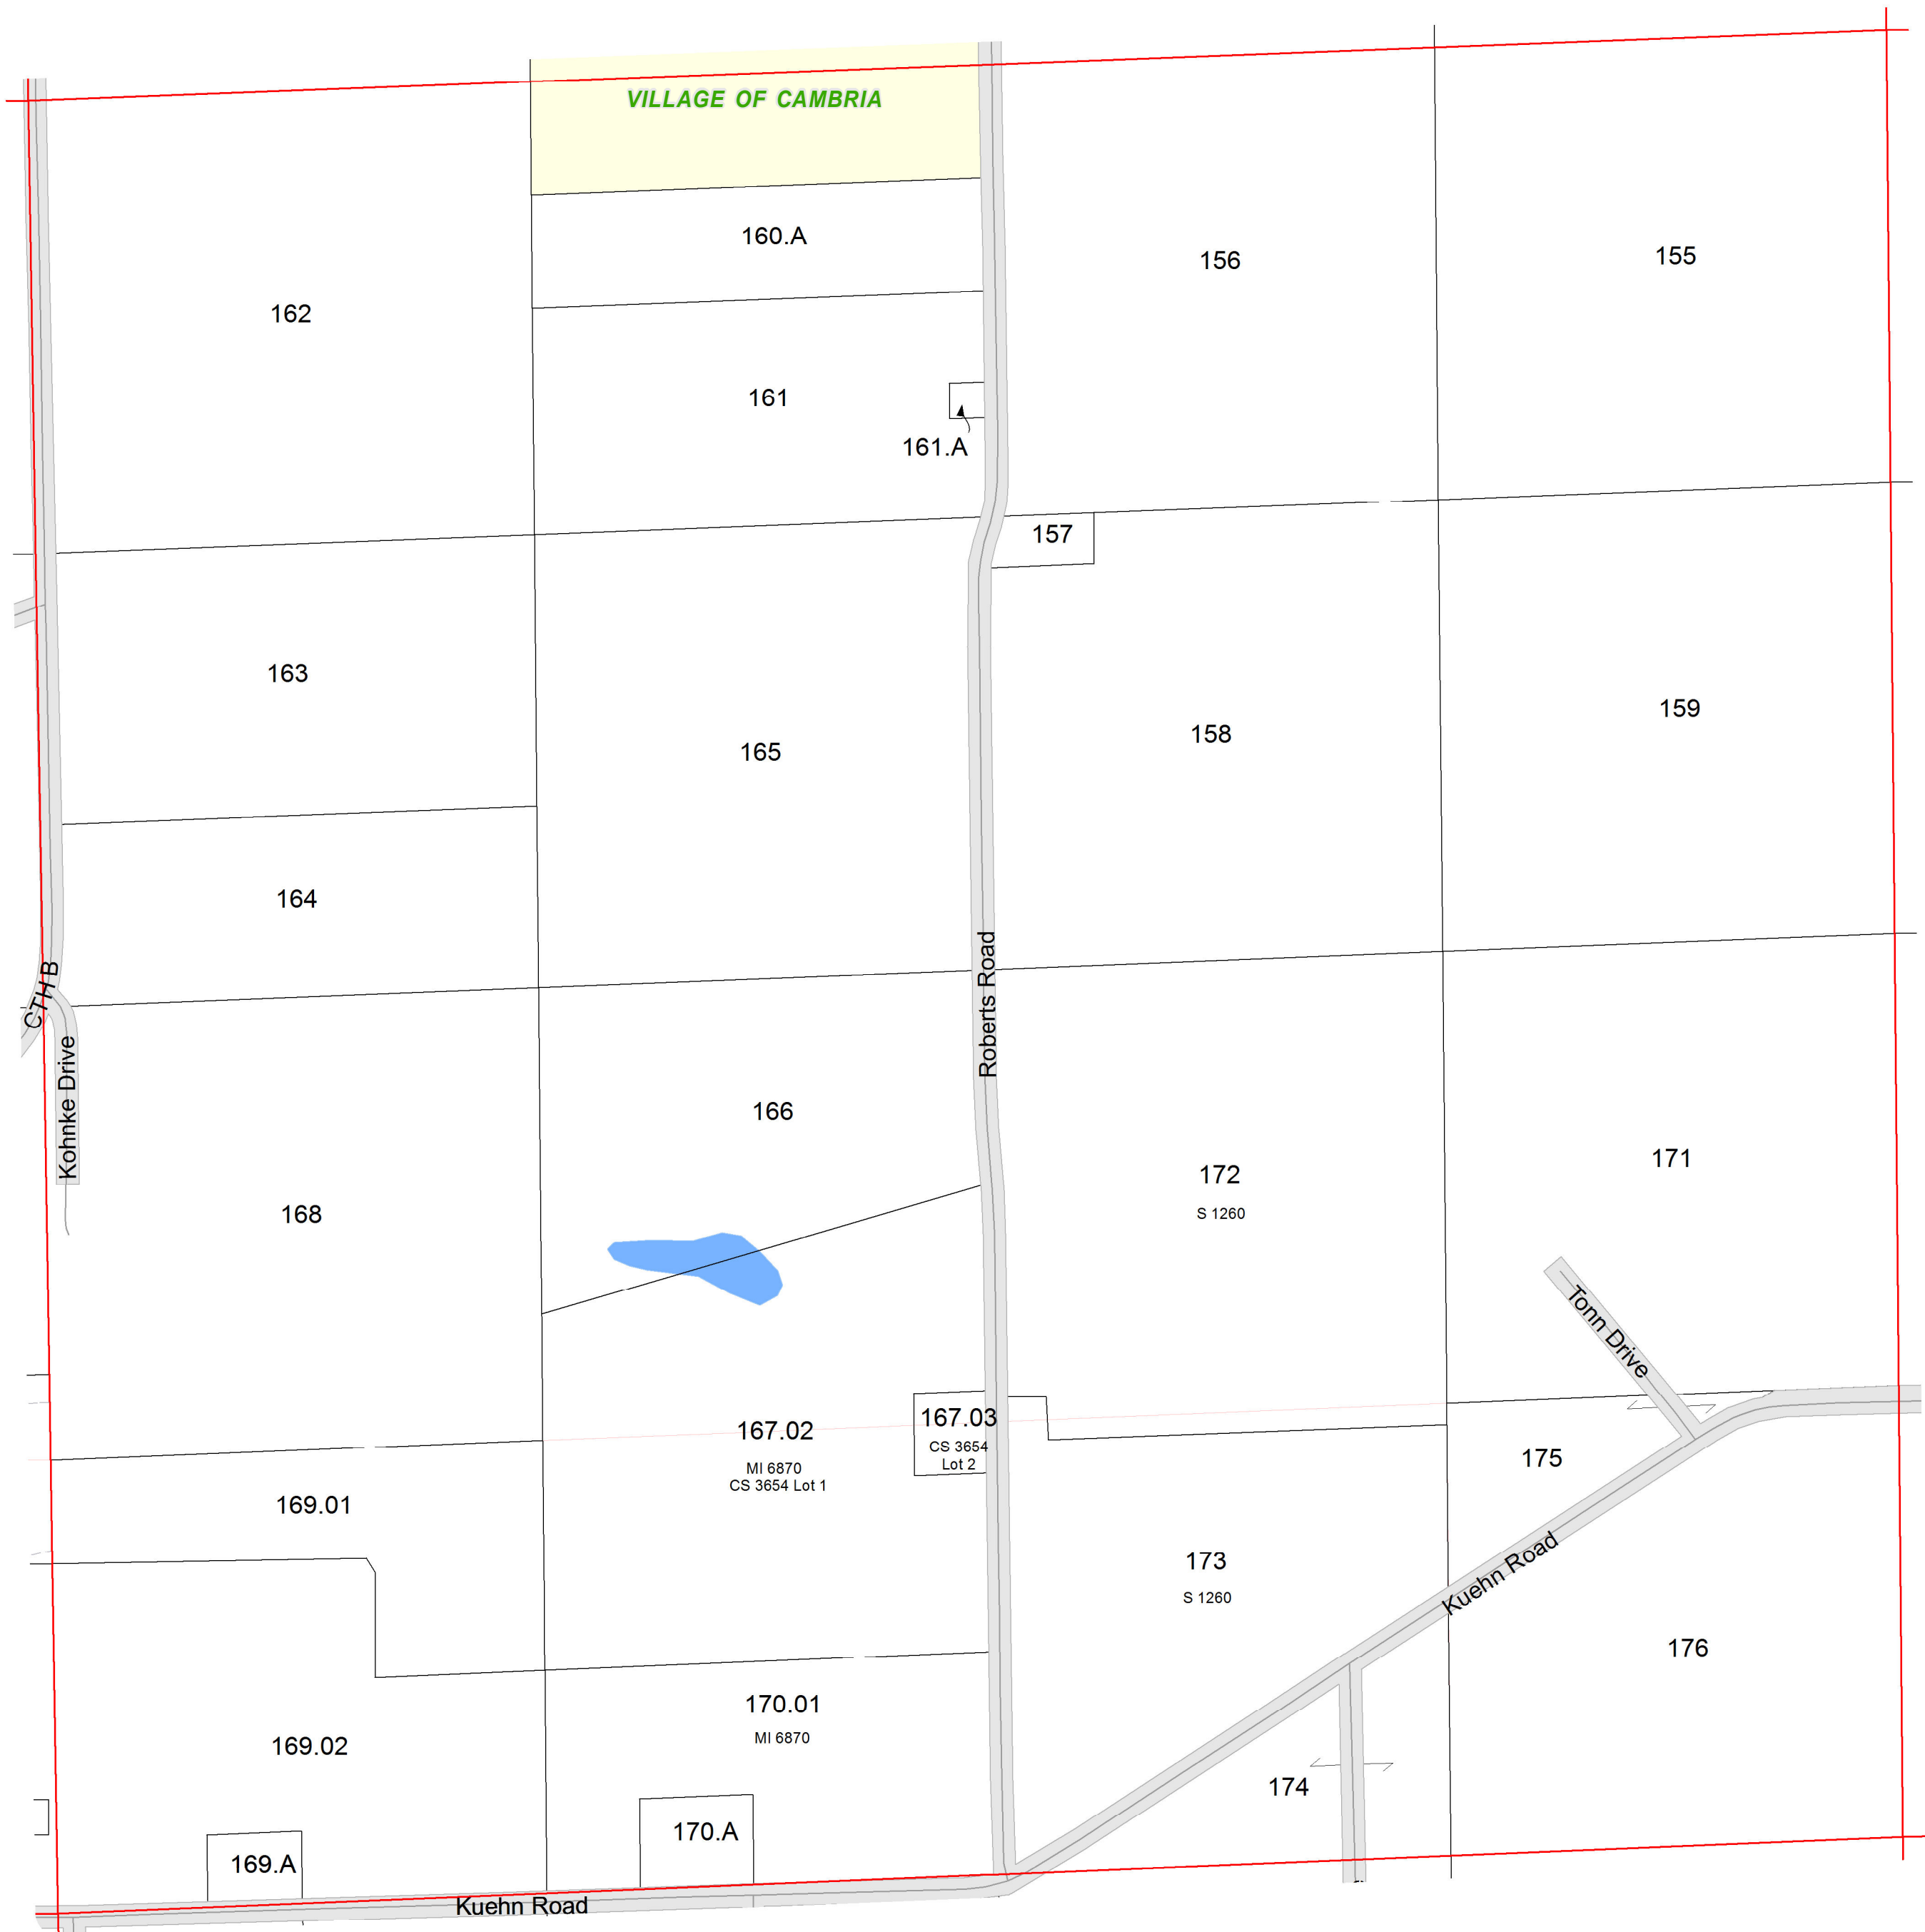 VILLAGE OF CAMBRIA
160.A
156
155
162
161
161.A
157
163
159
158
165
164
CTH B
Roberts Road
Kohnke Drive
166
171
172
S 1260
168
Tonn Drive
167.03
CS 3654
Lot 2
167.02
MI 6870
CS 3654 Lot 1
175
169.01
173
S 1260
Kuehn Road
176
170.01
MI 6870
169.02
174
170.A
169.A
Kuehn Road